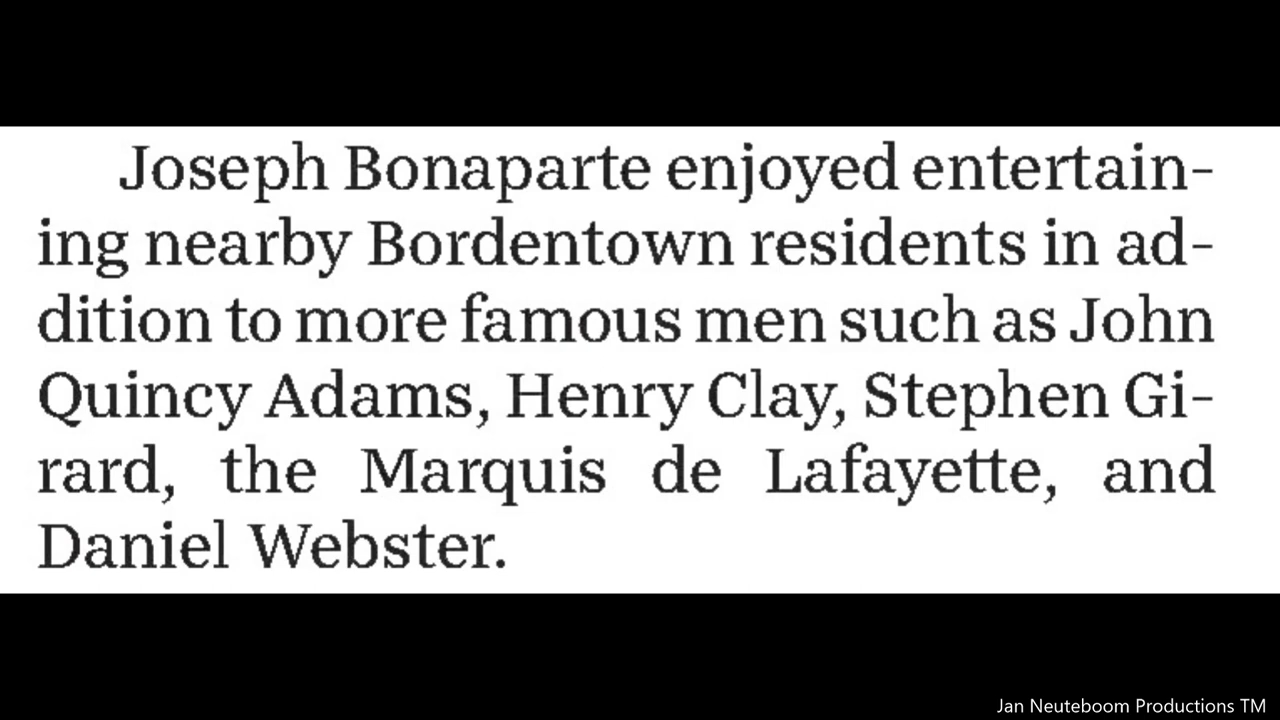 Joseph Bonaparte enjoyed entertain-
ing nearby Bordentown residents in ad-
dition to more famous men such as John
Quincy Adams, Henry Clay, Stephen Gi-
rard, the Marquis de Lafayette, and
Daniel Webster.
Jan Neuteboom Productions TM